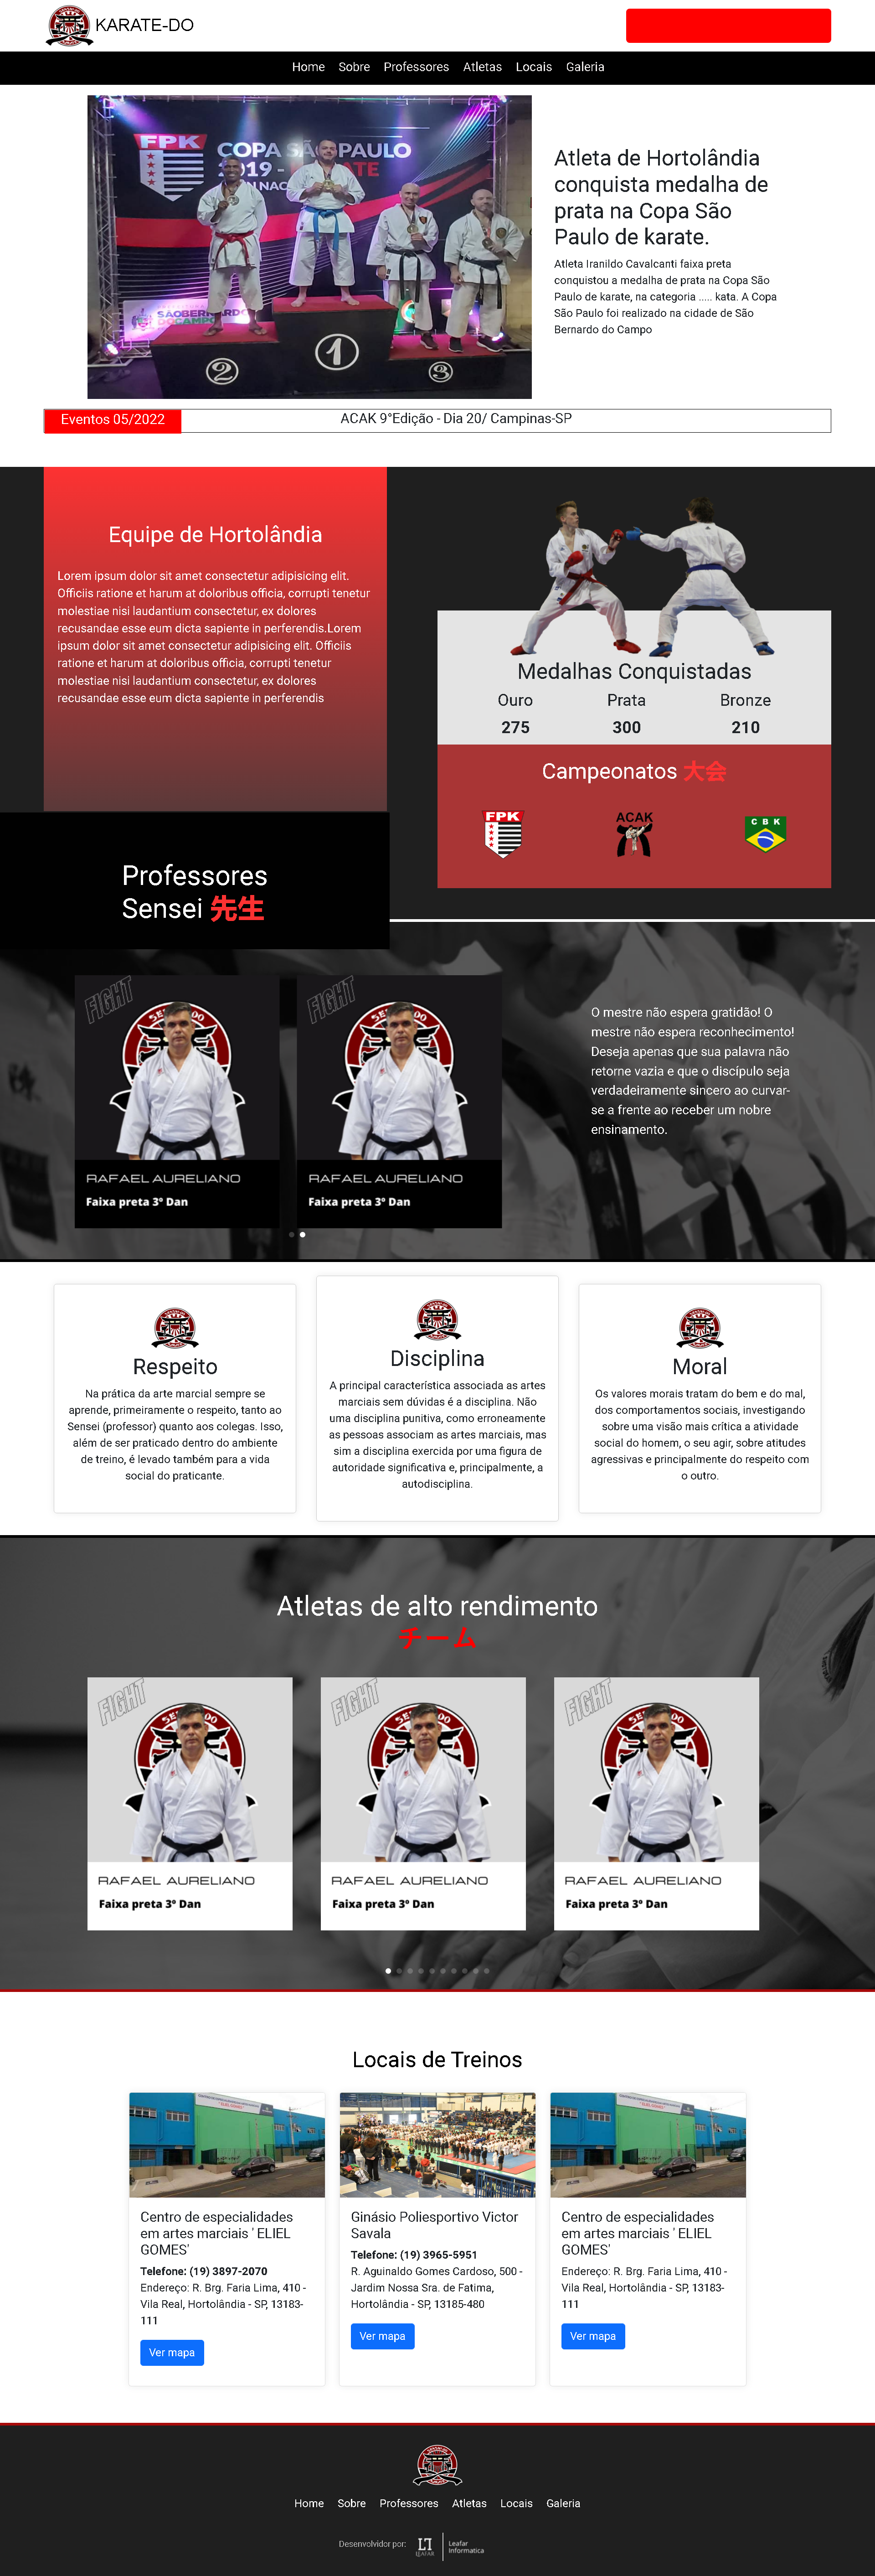 KARATE-DO
Home Sobre Professores Atletas Locais Galeria
FPK
COPA SÃO PAULO
2019 -
2
1
3
Atleta de Hortolândia
conquista medalha de
prata na Copa São
Paulo de karate.
Atleta Iranildo Cavalcanti faixa preta
conquistou a medalha de prata na Copa São
Paulo de karate, na categoria ..... kata. A Copa
São Paulo foi realizado na cidade de São
Bernardo do Campo
Eventos 05/2022
ACAK 9°Edição - Dia 20/ Campinas-SP
Equipe de Hortolândia
Lorem ipsum dolor sit amet consectetur adipisicing elit.
Officiis ratione et harum at doloribus officia, corrupti tenetur
molestiae nisi laudantium consectetur, ex dolores
recusandae esse eum dicta sapiente in perferendis.Lorem
ipsum dolor sit amet consectetur adipisicing elit. Officiis
ratione et harum at doloribus officia, corrupti tenetur
molestiae nisi laudantium consectetur, ex dolores
recusandae esse eum dicta sapiente in perferendis
Medalhas Conquistadas
Ouro Prata Bronze
275 300 210
Campeonatos 大会
FPK
ACAK
CBK
Professores
Sensei 先生
FIGHT
RAFAEL AURELIANO
Faixa preta 3º Dan
FIGHT
RAFAEL AURELIANO
Faixa preta 3º Dan
O mestre não espera gratidão! O
mestre não espera reconhecimento!
Deseja apenas que sua palavra não
retorne vazia e que o discípulo seja
verdadeiramente sincero ao curvar-
se a frente ao receber um nobre
ensinamento.
Respeito
Na prática da arte marcial sempre se
aprende, primeiramente o respeito, tanto ao
Sensei (professor) quanto aos colegas. Isso,
além de ser praticado dentro do ambiente
de treino, é levado também para a vida
social do praticante.
Disciplina
A principal característica associada as artes
marciais sem dúvidas é a disciplina. Não
uma disciplina punitiva, como erroneamente
as pessoas associam as artes marciais, mas
sim a disciplina exercida por uma figura de
autoridade significativa e, principalmente, a
autodisciplina.
Moral
Os valores morais tratam do bem e do mal,
dos comportamentos sociais, investigando
sobre uma visão mais crítica a atividade
social do homem, o seu agir, sobre atitudes
agressivas e principalmente do respeito com
o outro.
Atletas de alto rendimento
チーム
FIGHT
RAFAEL AURELIANO
Faixa preta 3º Dan
FIGHT
RAFAEL AURELIANO
Faixa preta 3º Dan
FIGHT
RAFAEL AURELIANO
Faixa preta 3º Dan
Locais de Treinos
Centro de especialidades
em artes marciais ' ELIEL
GOMES'
Telefone: (19) 3897-2070
Endereço: R. Brg. Faria Lima, 410 -
Vila Real, Hortolândia - SP, 13183-
111
Ver mapa
Ginásio Poliesportivo Victor
Savala
Telefone: (19) 3965-5951
R. Aguinaldo Gomes Cardoso, 500 -
Jardim Nossa Sra. de Fatima,
Hortolândia - SP, 13185-480
Ver mapa
Centro de especialidades
em artes marciais ' ELIEL
GOMES'
Endereço: R. Brg. Faria Lima, 410 -
Vila Real, Hortolândia - SP, 13183-
111
Ver mapa
Home Sobre Professores Atletas Locais Galeria
Desenvolvidor por:
LEAFAR
Leafar
Informatica